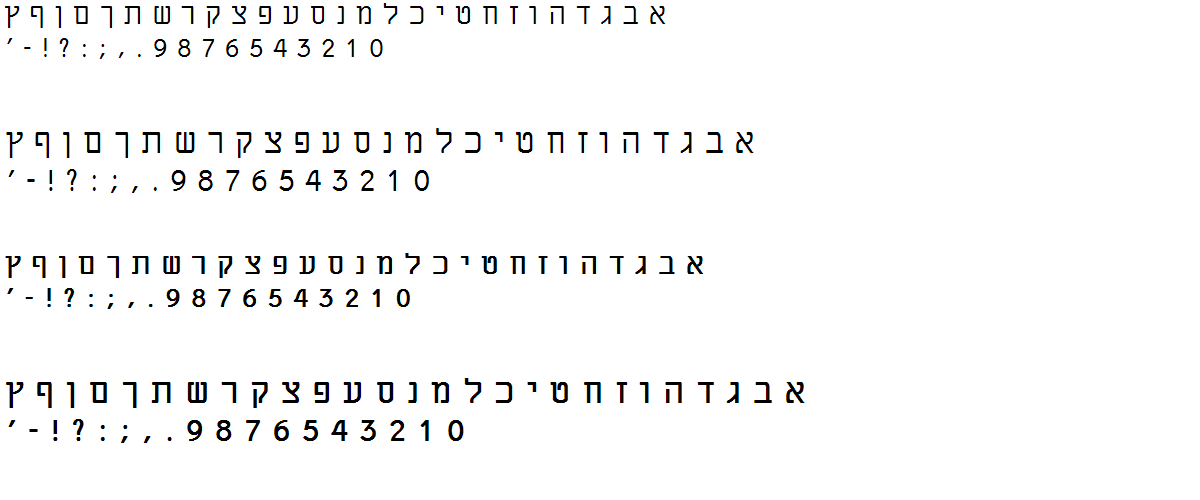 א ב ג ד ה ו ז ח ט י כ ל מ נ ס ע פ צ ק ר ש ת ך ם ן ף ץ
0 1 2 3 4 5 6 7 8 9 . , ; : ? ! - '
א ב ג ד ה ו ז ח ט י כ ל מ נ ס ע פ צ ק ר ש ת ך ם ן ף ץ
0 1 2 3 4 5 6 7 8 9 . , ; : ? ! - '
א ב ג ד ה ו ז ח ט י כ ל מ נ ס ע פ צ ק ר ש ת ך ם ן ף ץ
0 1 2 3 4 5 6 7 8 9 . , ; : ? ! - '
א ב ג ד ה ו ז ח ט י כ ל מ נ ס ע פ צ ק ר ש ת ך ם ן ף ץ
0 1 2 3 4 5 6 7 8 9 . , ; : ? ! - '